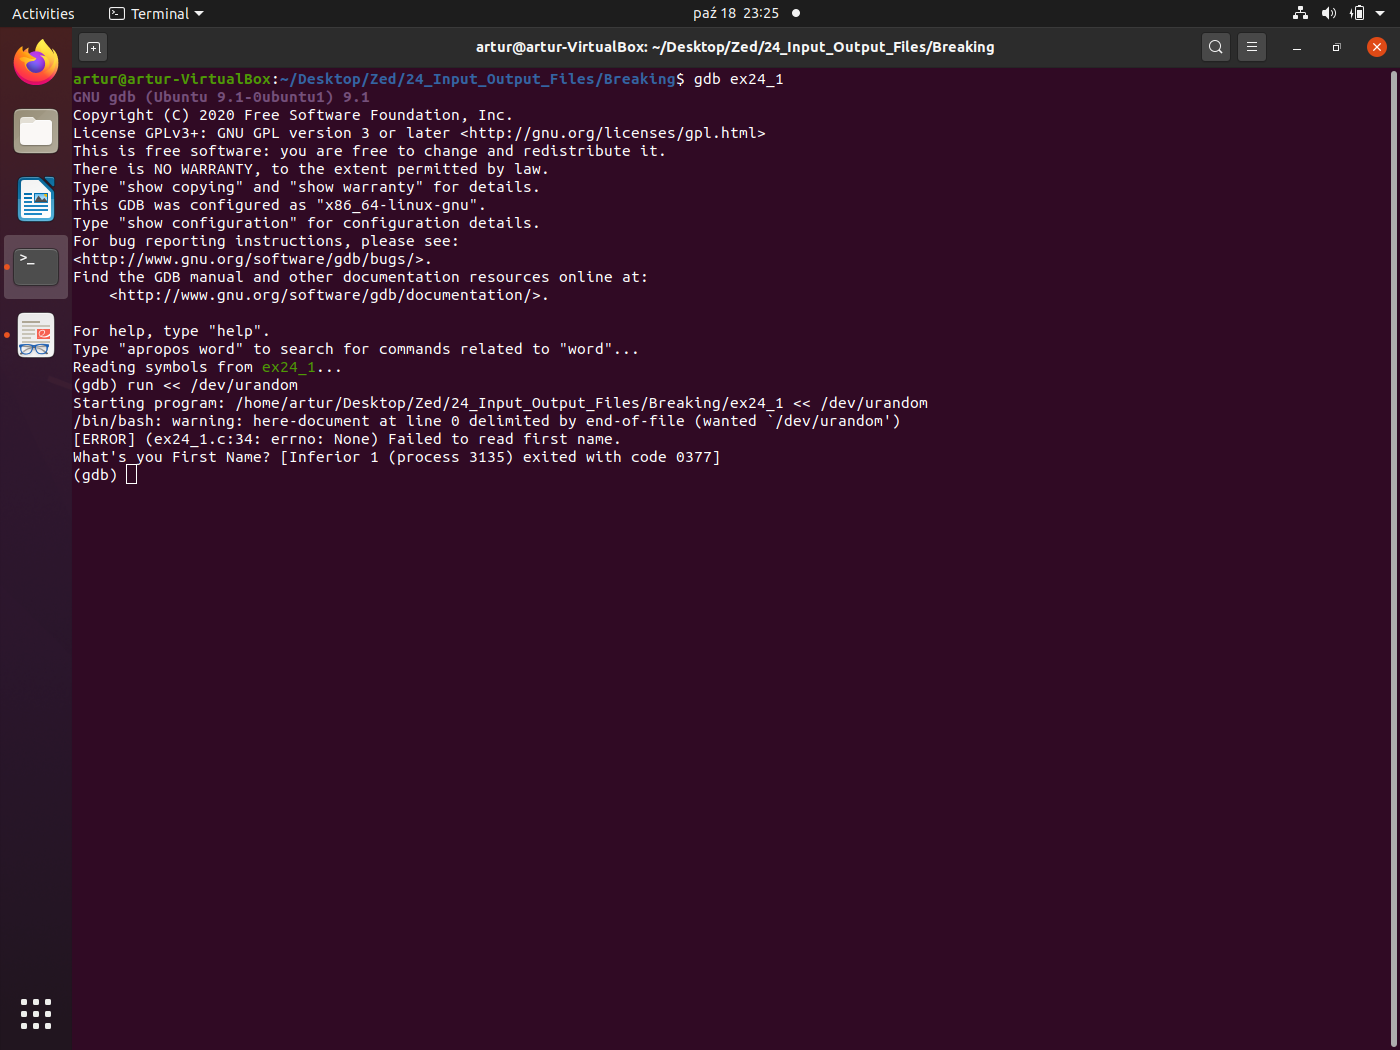 Activities Terminal paź 18 23:25
artur@artur-VirtualBox: ~/Desktop/Zed/24_Input_Output_Files/Breaking
artur@artur-VirtualBox:~/Desktop/Zed/24_Input_Output_Files/Breaking$ gdb ex24_1
GNU gdb (Ubuntu 9.1-0ubuntu1) 9.1
Copyright (C) 2020 Free Software Foundation, Inc.
License GPLv3+: GNU GPL version 3 or later <http://gnu.org/licenses/gpl.html>
This is free software: you are free to change and redistribute it.
There is NO WARRANTY, to the extent permitted by law.
Type "show copying" and "show warranty" for details.
This GDB was configured as "x86_64-linux-gnu".
Type "show configuration" for configuration details.
For bug reporting instructions, please see:
<http://www.gnu.org/software/gdb/bugs/>.
Find the GDB manual and other documentation resources online at:
    <http://www.gnu.org/software/gdb/documentation/>.
For help, type "help".
Type "apropos word" to search for commands related to "word"...
Reading symbols from ex24_1...
(gdb) run << /dev/urandom
Starting program: /home/artur/Desktop/Zed/24_Input_Output_Files/Breaking/ex24_1 << /dev/urandom
/bin/bash: warning: here-document at line 0 delimited by end-of-file (wanted `/dev/urandom')
[ERROR] (ex24_1.c:34: errno: None) Failed to read first name.
What's you First Name? [Inferior 1 (process 3135) exited with code 0377]
(gdb)